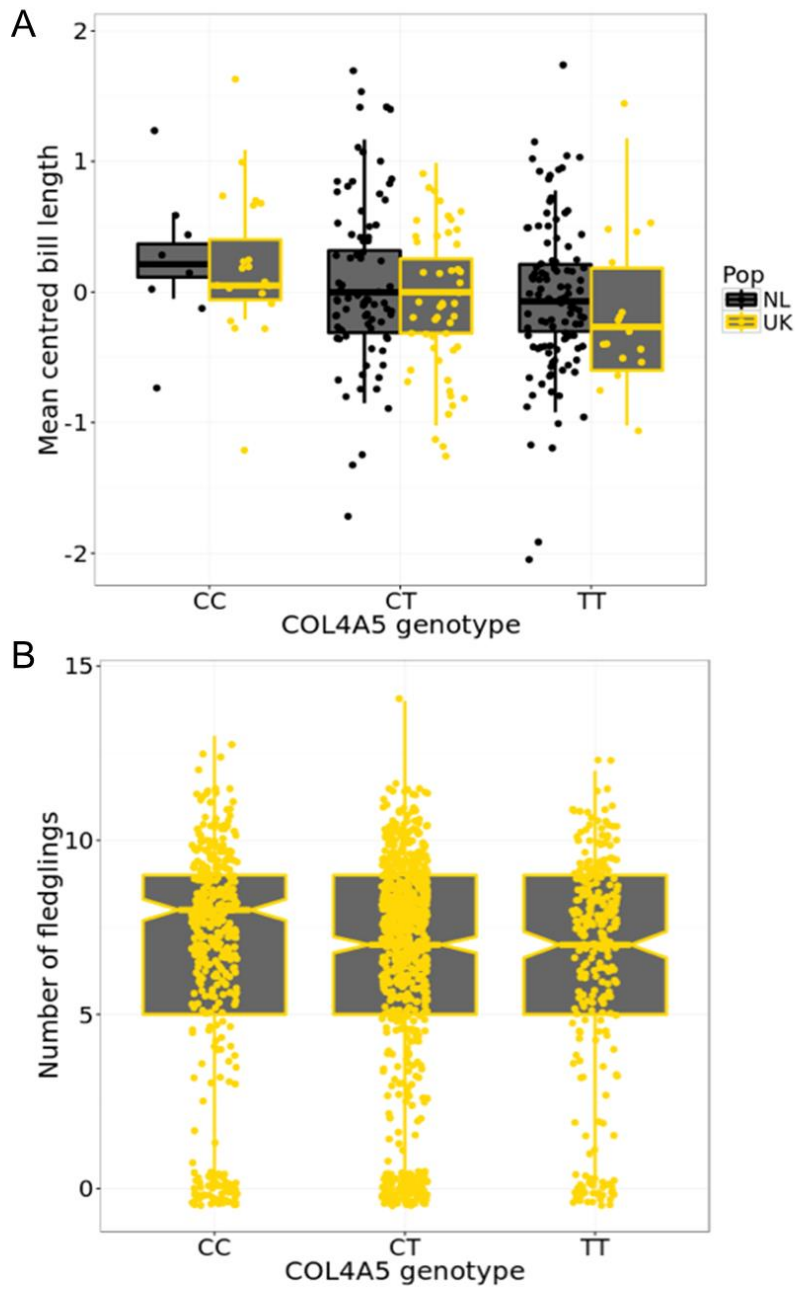 A
Mean centred bill length
2
1
0
-1
-2
CC CT TT
COL4A5 genotype
Pop
NL
UK
B
Number of fledglings
15
10
5
0
CC CT TT
COL4A5 genotype